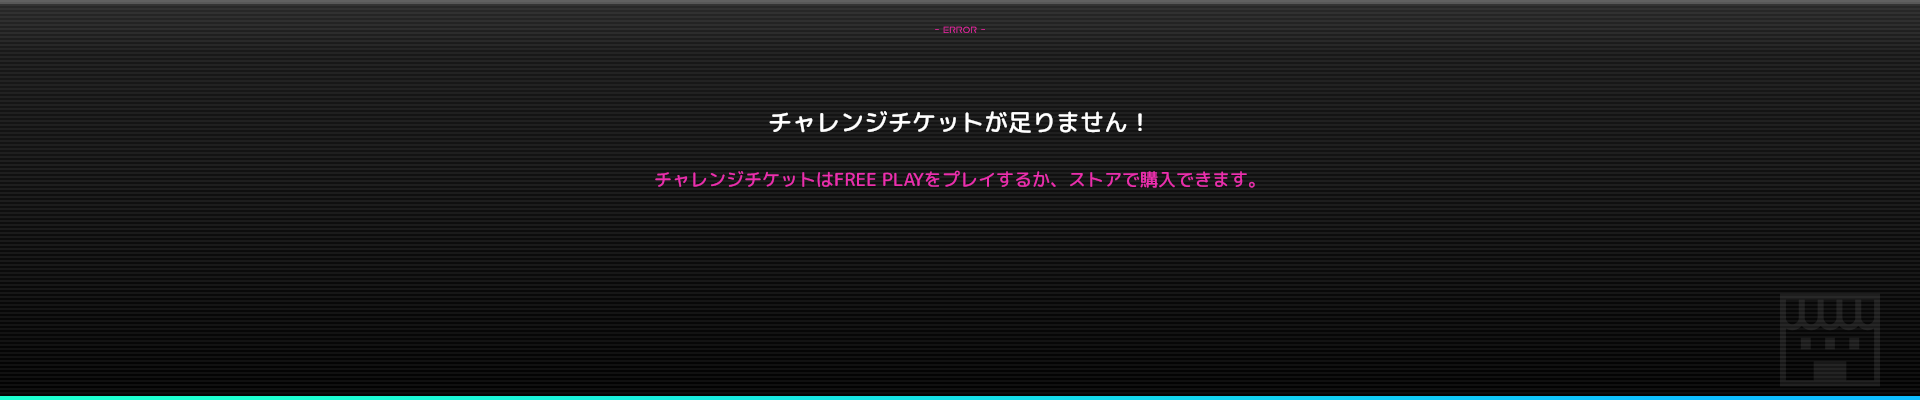 - ERROR -
チャレンジチケットが足りません！
チャレンジチケットはFREE PLAYをプレイするか、ストアで購入できます。